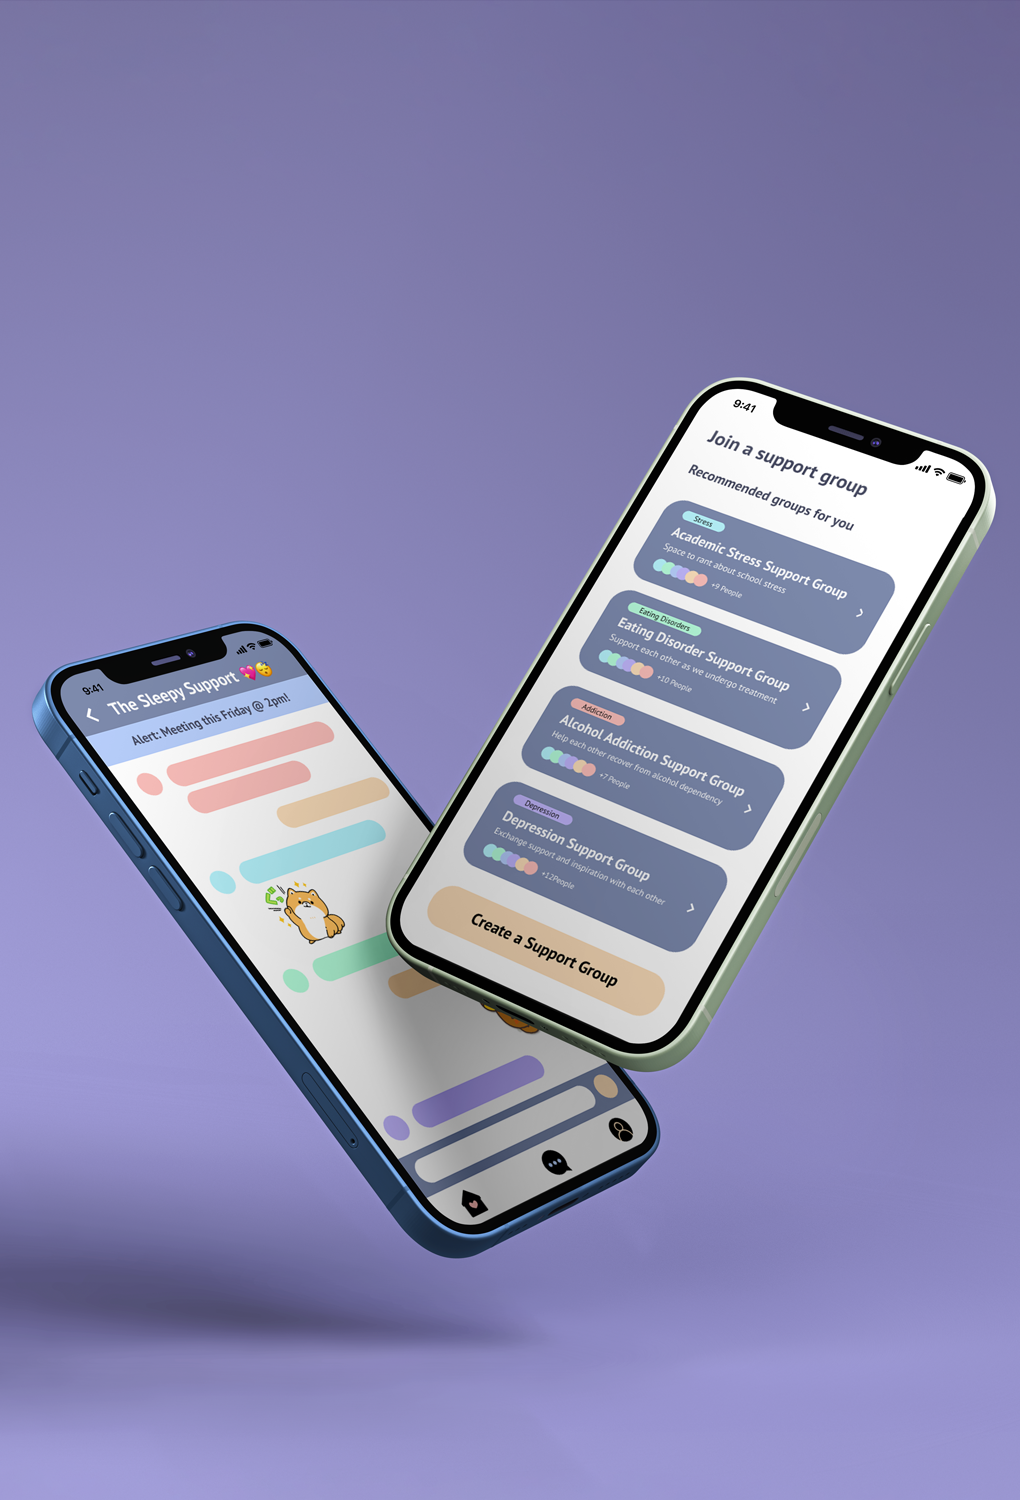 9:41
Join a support group
Recommended groups for you
Stress
Academic Stress Support Group
Space to rant about school stress
+9 People
Eating Disorders
Eating Disorder Support Group
Support each other as we undergo treatment
+10 People
Addiction
Alcohol Addiction Support Group
Help each other recover from alcohol dependency
+7 People
Depression
Depression Support Group
Exchange support and inspiration with each other
+12People
Create a Support Group
9:41
The Sleepy Support 💖😴
Alert: Meeting this Friday @ 2pm!